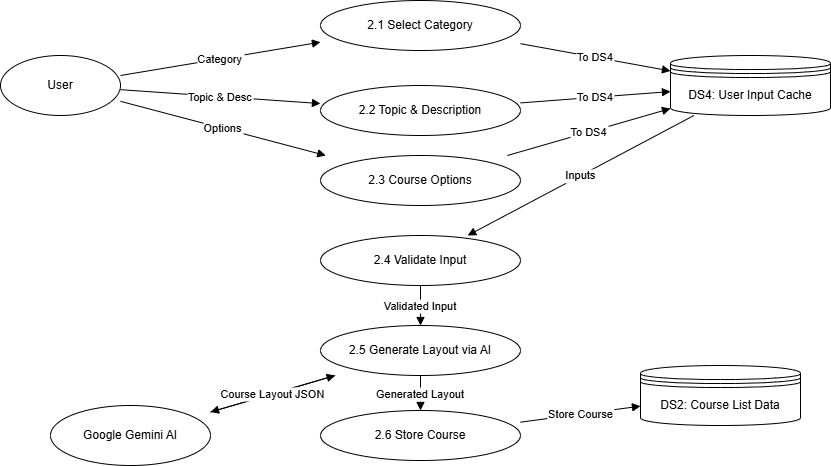 2.1 Select Category
Category
To DS4
User
DS4: User Input Cache
Topic & Desc
To DS4
2.2 Topic & Description
Options
To DS4
2.3 Course Options
Inputs
2.4 Validate Input
Validated Input
2.5 Generate Layout via AI
Course Layout JSON
Generated Layout
DS2: Course List Data
Store Course
Google Gemini AI
2.6 Store Course